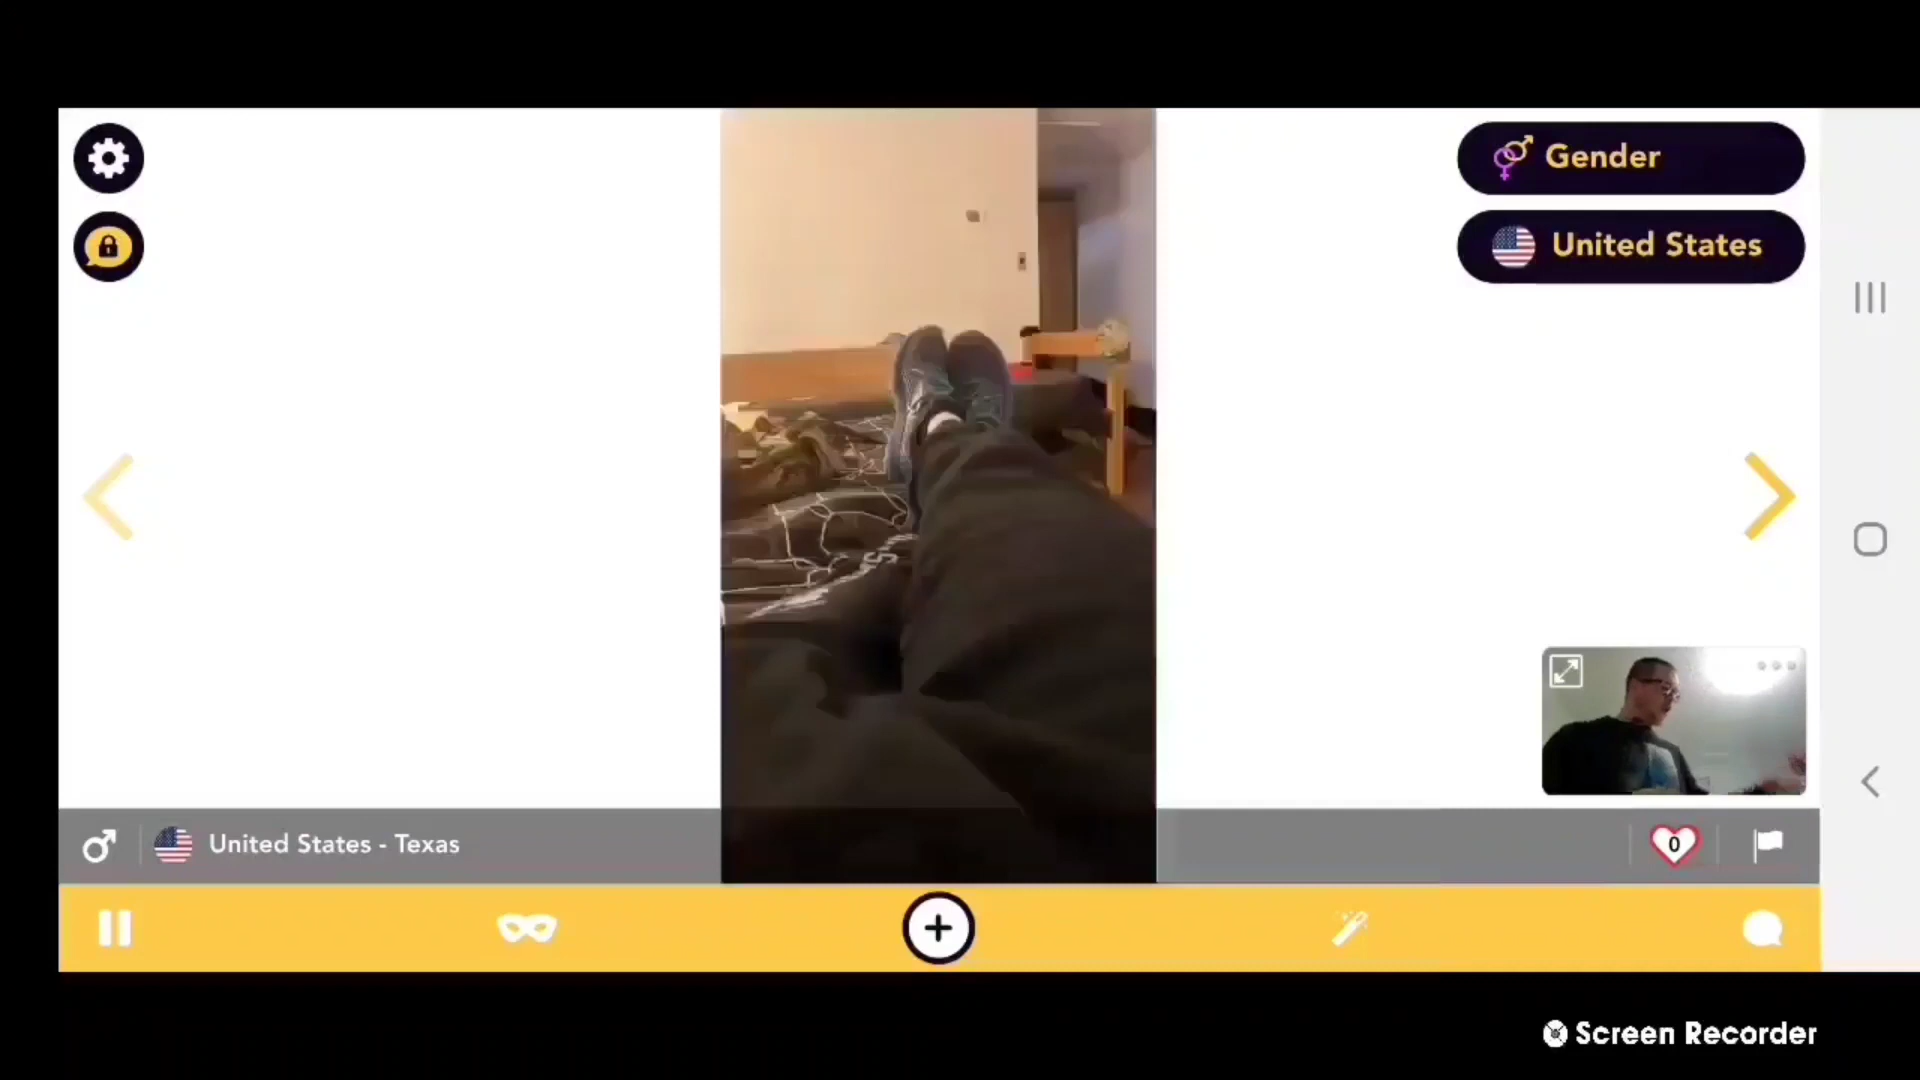 Gender
United States
United States - Texas
0
Screen Recorder